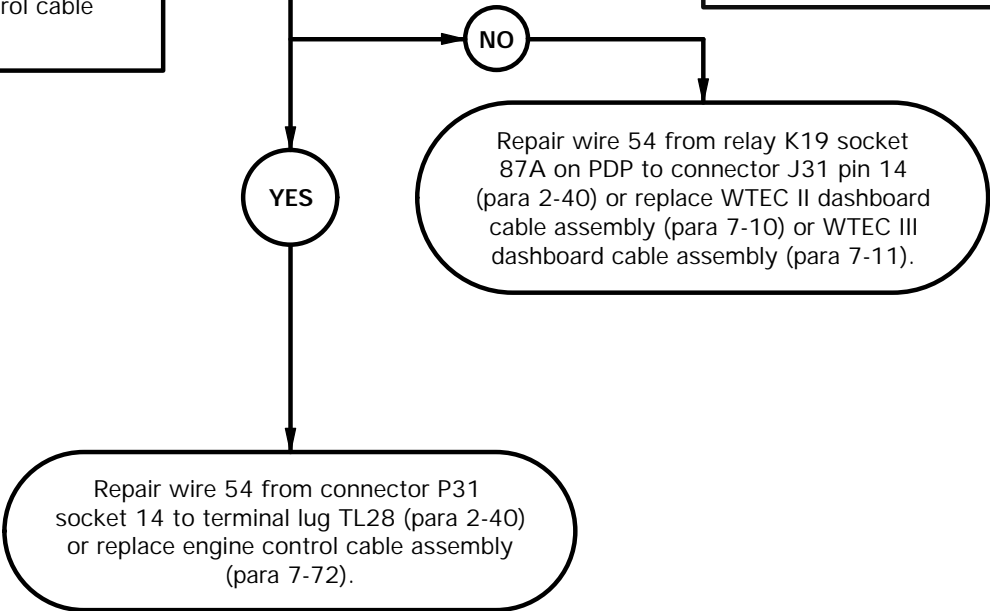 rol cable
NO
Repair wire 54 from relay K19 socket
87A on PDP to connector J31 pin 14
(para 2-40) or replace WTEC II dashboard
cable assembly (para 7-10) or WTEC III
dashboard cable assembly (para 7-11).
YES
Repair wire 54 from connector P31
socket 14 to terminal lug TL28 (para 2-40)
or replace engine control cable assembly
(para 7-72).